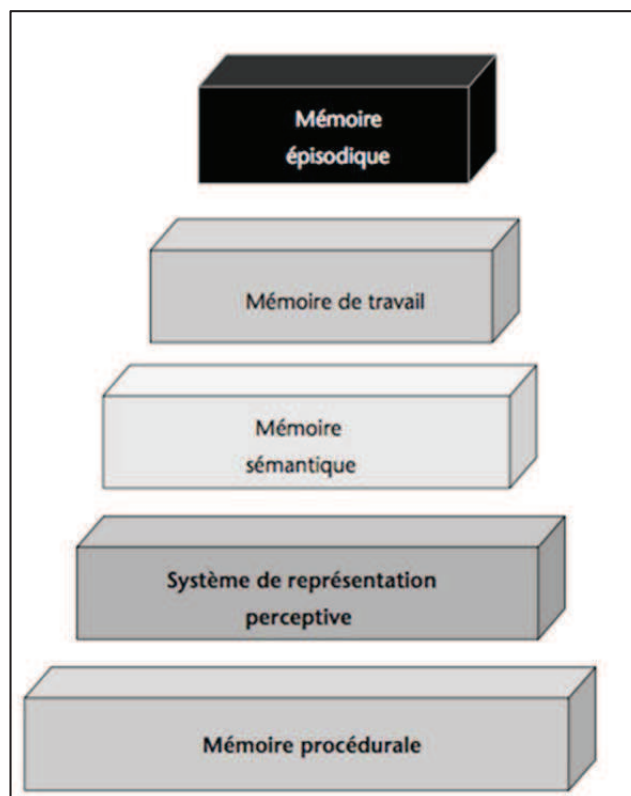 Mémoire
épisodique
Mémoire de travail
Mémoire
sémantique
Système de représentation
perceptive
Mémoire procédurale